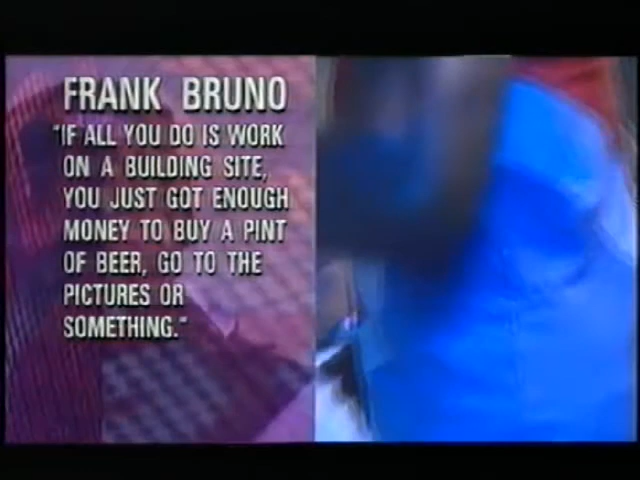 FRANK BRUNO
"IF ALL YOU DO IS WORK
ON A BUILDING SITE,
YOU JUST GOT ENOUGH
MONEY TO BUY A PINT
OF BEER, GO TO THE
PICTURES OR
SOMETHING."